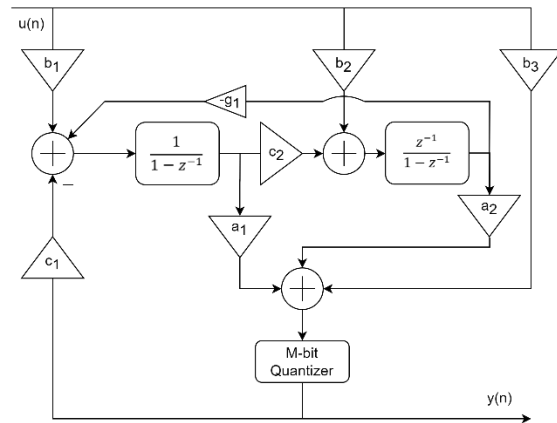 u(n)
b₁
b₂
b₃
-g₁
+
1
1 − z⁻¹
c₂
+
z⁻¹
1 − z⁻¹
−
a₁
a₂
c₁
+
M-bit
Quantizer
y(n)